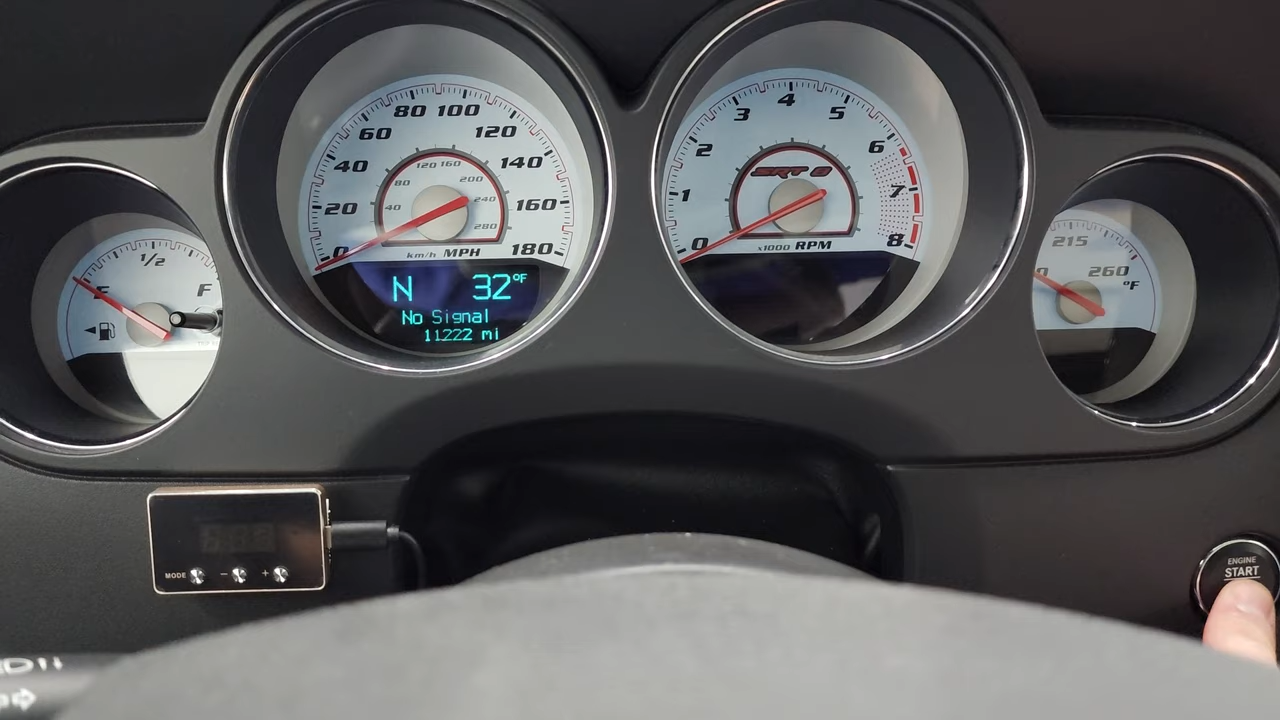 1/2
E
F
80 100
60
120
40
140
20
160
0
180
120 160
80
200
40
240
280
km/h MPH
N 32°F
No Signal
11222 mi
4
3
5
2
6
1
7
0
8
SRT 8
x1000 RPM
215
260
°F
MODE - +
ENGINE
START